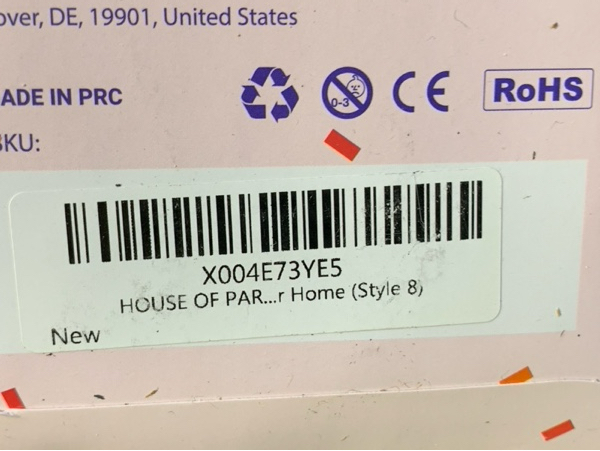 over, DE, 19901, United States
ADE IN PRC
0-3
CE
RoHS
SKU:
X004E73YE5
HOUSE OF PAR...r Home (Style 8)
New